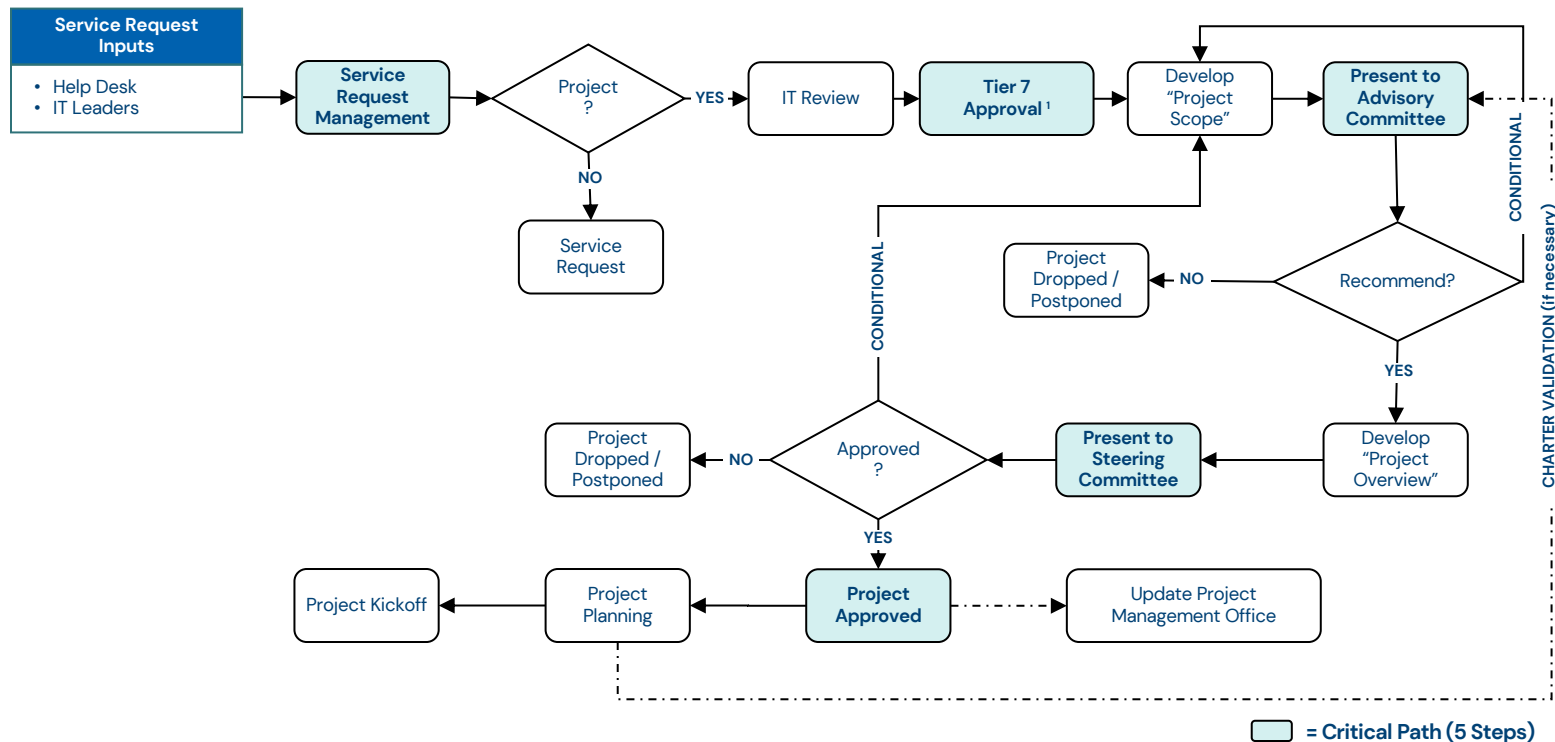 Service Request
Inputs
• Help Desk
• IT Leaders
Service
Request
Management
Project
?
YES
IT Review
Tier 7
Approval ¹
Develop
“Project
Scope”
Present to
Advisory
Committee
NO
Service
Request
CONDITIONAL
CHARTER VALIDATION (if necessary)
Project
Dropped /
Postponed
NO
Recommend?
CONDITIONAL
YES
Project
Dropped /
Postponed
NO
Approved
?
Present to
Steering
Committee
Develop
“Project
Overview”
YES
Project Kickoff
Project
Planning
Project
Approved
Update Project
Management Office
= Critical Path (5 Steps)